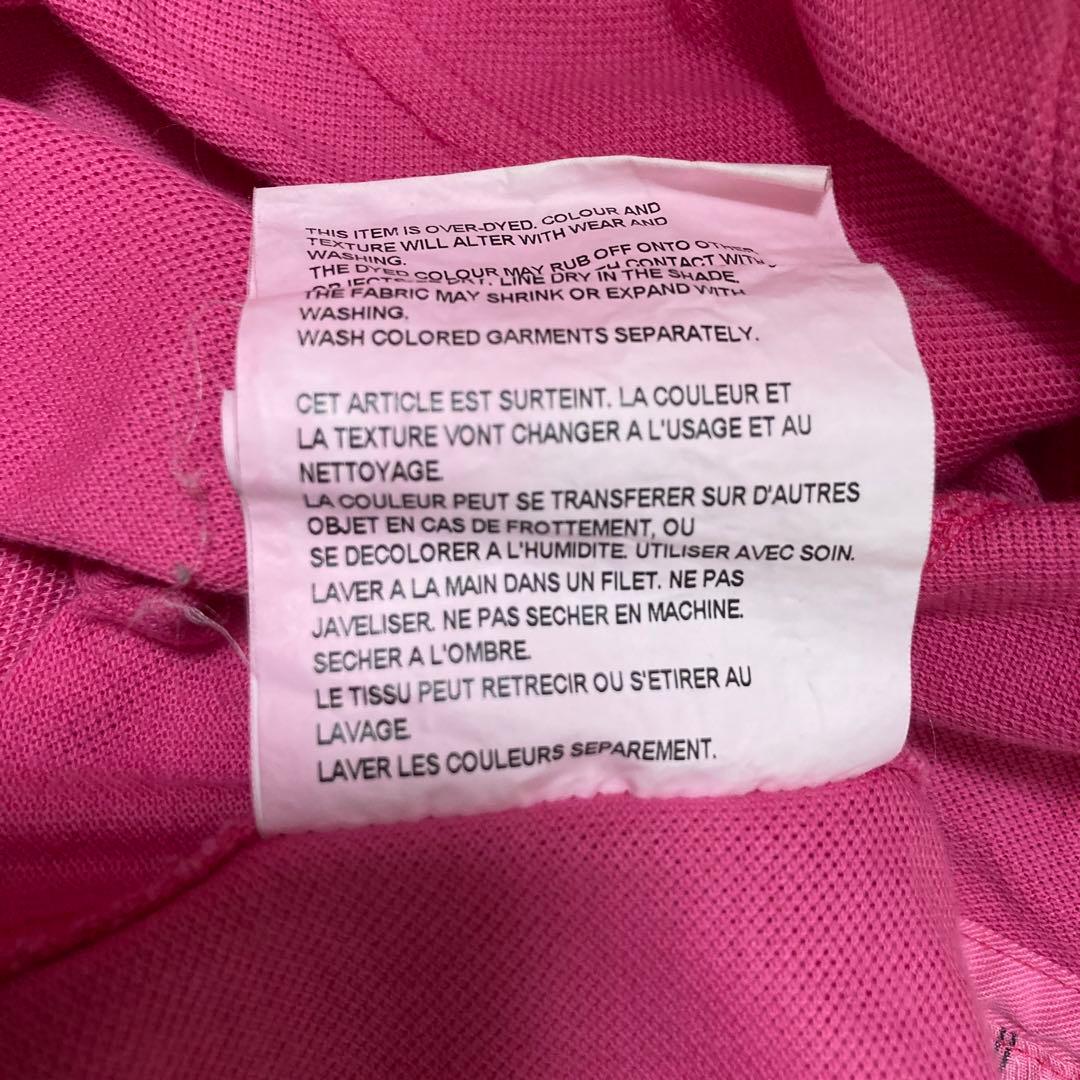 THIS ITEM IS OVER-DYED. COLOUR AND
TEXTURE WILL ALTER WITH WEAR AND
WASHING.
THE DYED COLOUR MAY RUB OFF ONTO OTHER
CONTACT WITH
DRY. LINE DRY IN THE SHADE.
THE FABRIC MAY SHRINK OR EXPAND WITH
WASHING.
WASH COLORED GARMENTS SEPARATELY.
CET ARTICLE EST SURTEINT. LA COULEUR ET
LA TEXTURE VONT CHANGER A L'USAGE ET AU
NETTOYAGE.
LA COULEUR PEUT SE TRANSFERER SUR D'AUTRES
OBJET EN CAS DE FROTTEMENT, OU
SE DECOLORER A L'HUMIDITE. UTILISER AVEC SOIN.
LAVER A LA MAIN DANS UN FILET. NE PAS
JAVELISER. NE PAS SECHER EN MACHINE.
SECHER A L'OMBRE.
LE TISSU PEUT RETRECIR OU S'ETIRER AU
LAVAGE.
LAVER LES COULEURS SEPAREMENT.